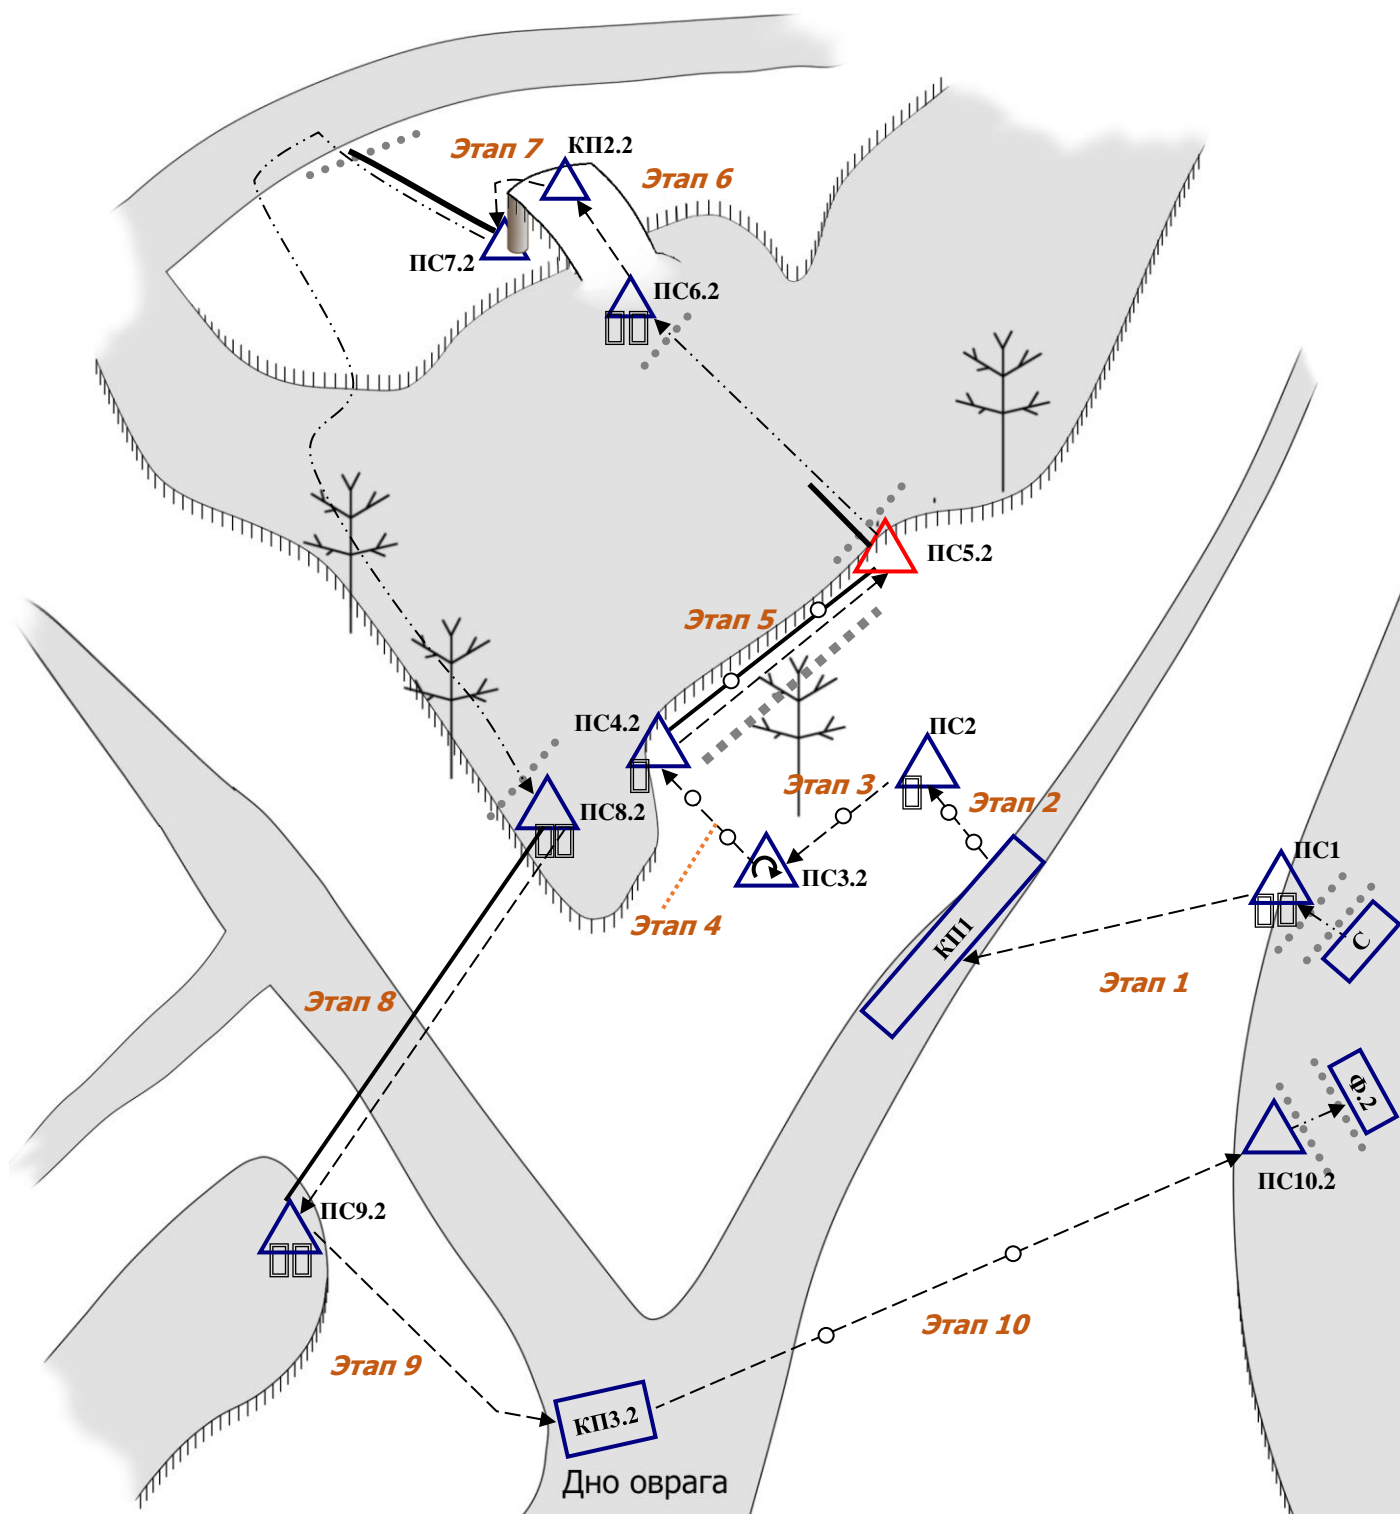 Этап 7
КП2.2
Этап 6
ПС7.2
ПС6.2
ПС5.2
Этап 5
ПС4.2
ПС2
Этап 3
Этап 2
ПС8.2
ПС3.2
ПС1
Этап 4
КП1
С
Этап 1
Этап 8
Ф.2
ПС10.2
ПС9.2
Этап 10
Этап 9
КП3.2
Дно оврага